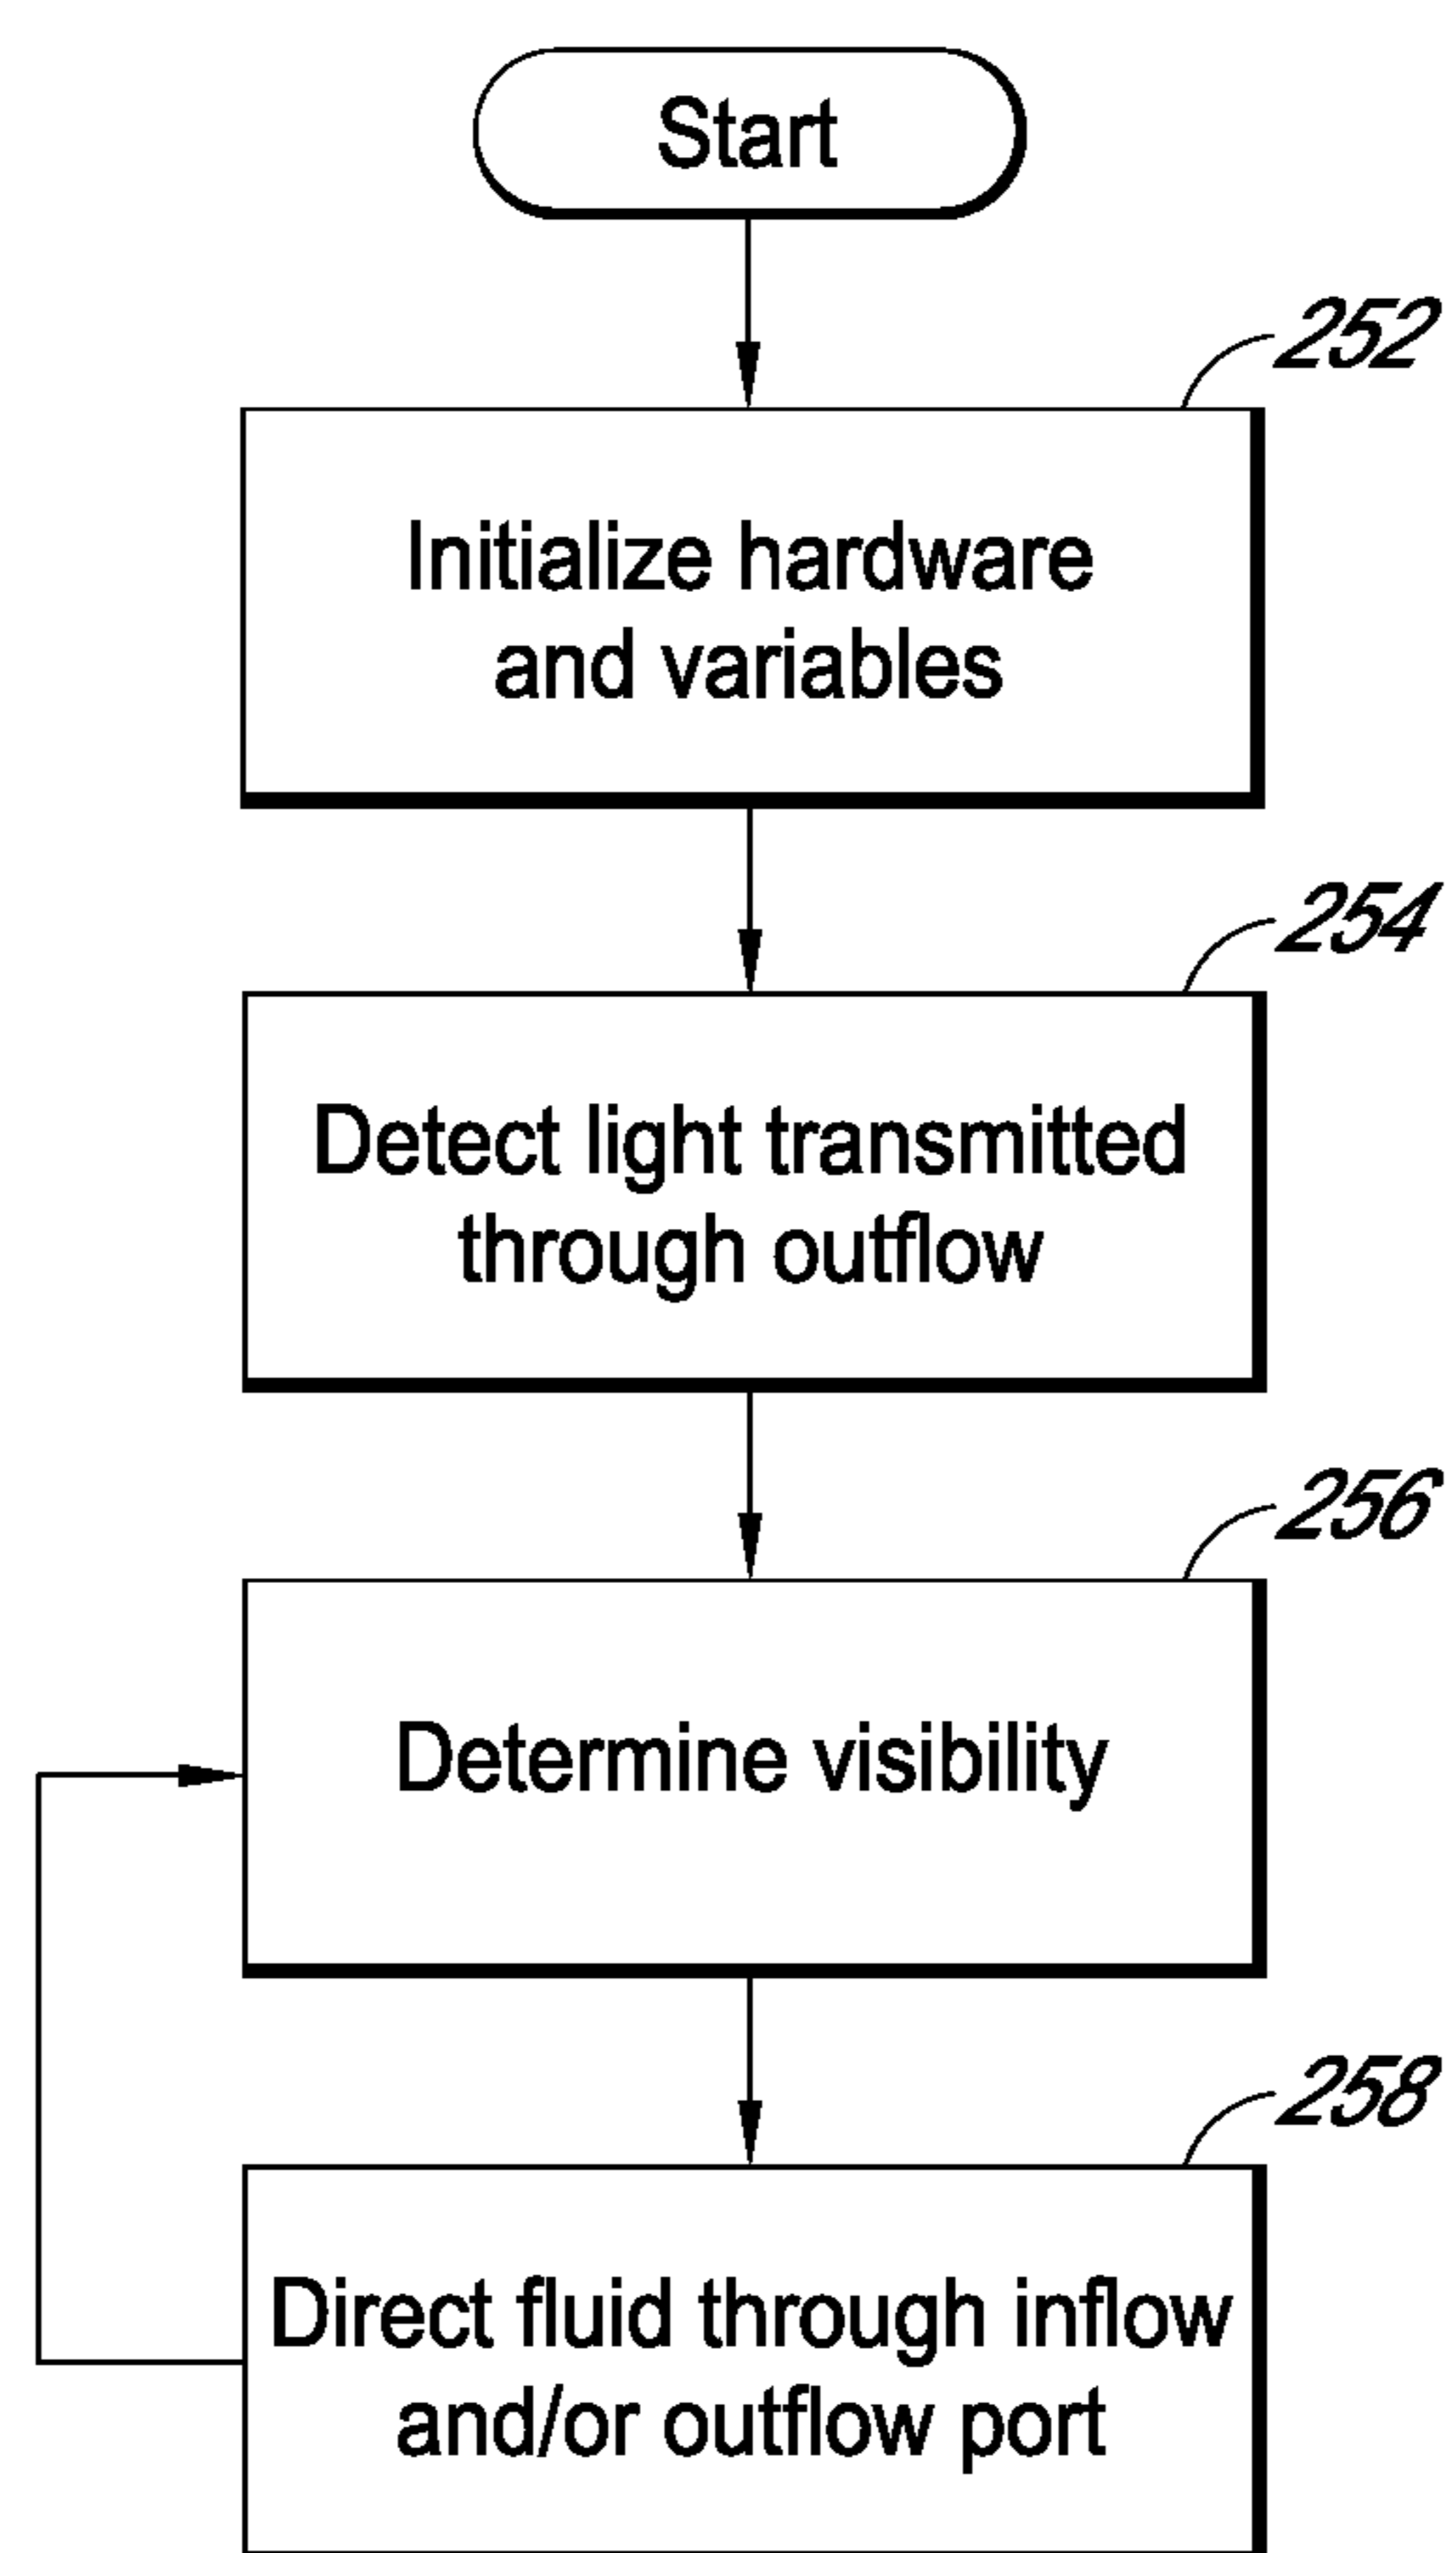 Start
252
Initialize hardware
and variables
254
Detect light transmitted
through outflow
256
Determine visibility
258
Direct fluid through inflow
and/or outflow port